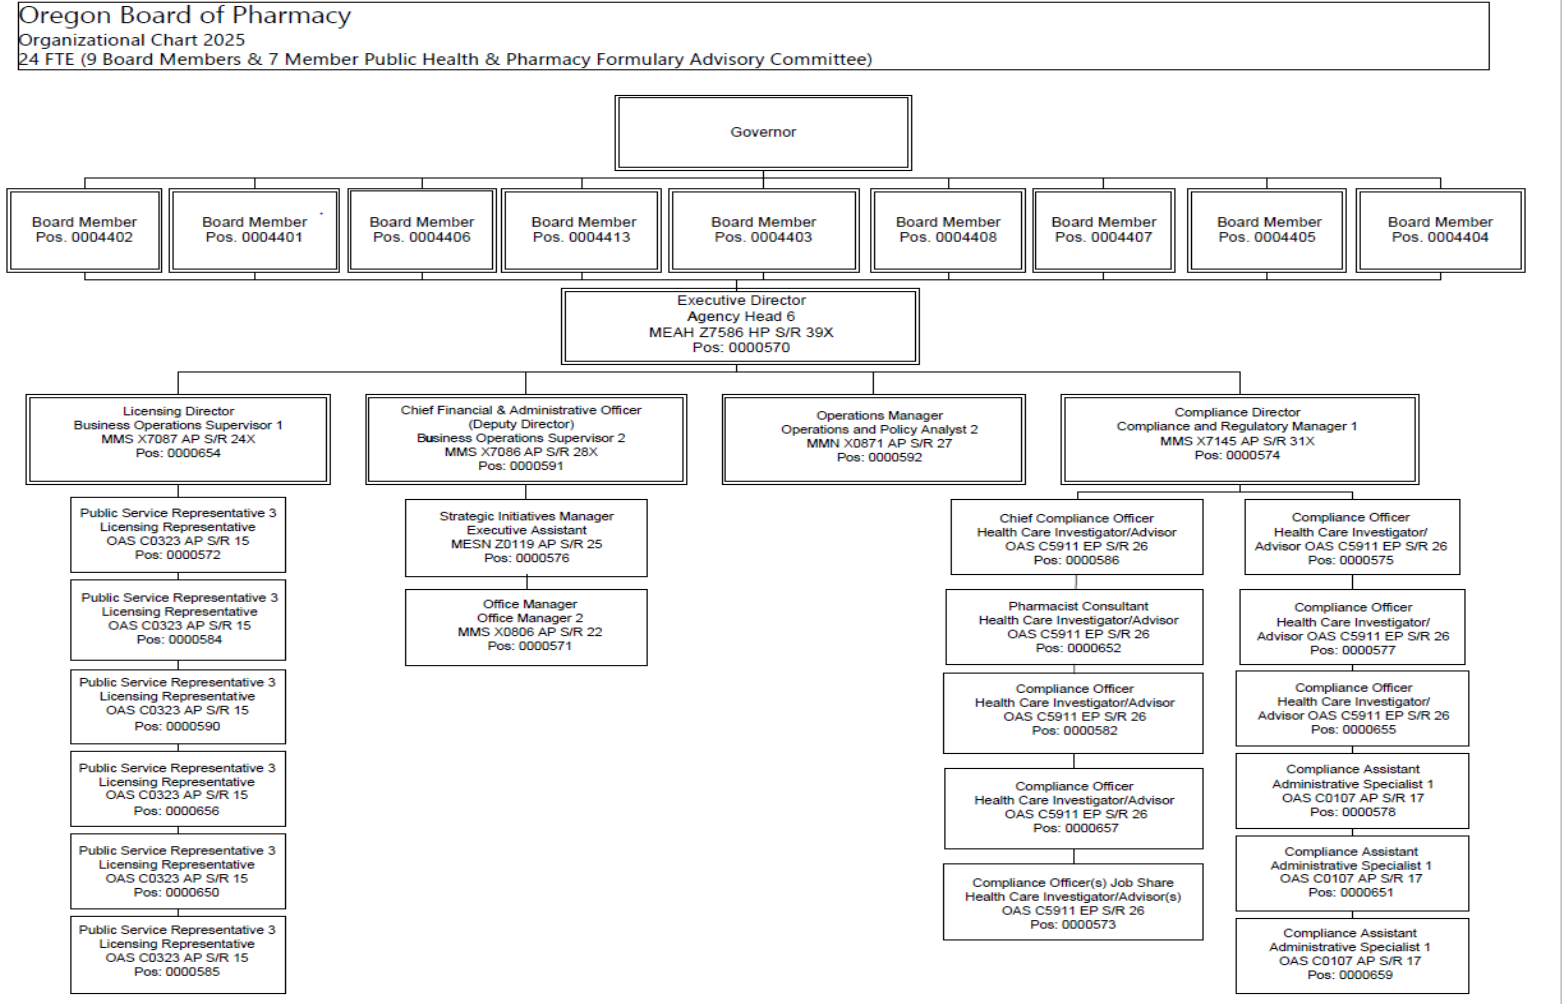 Oregon Board of Pharmacy
Organizational Chart 2025
24 FTE (9 Board Members & 7 Member Public Health & Pharmacy Formulary Advisory Committee)
Governor
Board Member
Pos. 0004402
Board Member
Pos. 0004401
Board Member
Pos. 0004406
Board Member
Pos. 0004413
Board Member
Pos. 0004403
Board Member
Pos. 0004408
Board Member
Pos. 0004407
Board Member
Pos. 0004405
Board Member
Pos. 0004404
Executive Director
Agency Head 6
MEAH Z7586 HP S/R 39X
Pos: 0000570
Licensing Director
Business Operations Supervisor 1
MMS X7087 AP S/R 24X
Pos: 0000654
Chief Financial & Administrative Officer
(Deputy Director)
Business Operations Supervisor 2
MMS X7086 AP S/R 28X
Pos: 0000591
Operations Manager
Operations and Policy Analyst 2
MMN X0871 AP S/R 27
Pos: 0000592
Compliance Director
Compliance and Regulatory Manager 1
MMS X7145 AP S/R 31X
Pos: 0000574
Public Service Representative 3
Licensing Representative
OAS C0323 AP S/R 15
Pos: 0000572
Public Service Representative 3
Licensing Representative
OAS C0323 AP S/R 15
Pos: 0000584
Public Service Representative 3
Licensing Representative
OAS C0323 AP S/R 15
Pos: 0000590
Public Service Representative 3
Licensing Representative
OAS C0323 AP S/R 15
Pos: 0000656
Public Service Representative 3
Licensing Representative
OAS C0323 AP S/R 15
Pos: 0000650
Public Service Representative 3
Licensing Representative
OAS C0323 AP S/R 15
Pos: 0000585
Strategic Initiatives Manager
Executive Assistant
MESN Z0119 AP S/R 25
Pos: 0000576
Office Manager
Office Manager 2
MMS X0806 AP S/R 22
Pos: 0000571
Chief Compliance Officer
Health Care Investigator/Advisor
OAS C5911 EP S/R 26
Pos: 0000586
Pharmacist Consultant
Health Care Investigator/Advisor
OAS C5911 EP S/R 26
Pos: 0000652
Compliance Officer
Health Care Investigator/Advisor
OAS C5911 EP S/R 26
Pos: 0000582
Compliance Officer
Health Care Investigator/Advisor
OAS C5911 EP S/R 26
Pos: 0000657
Compliance Officer(s) Job Share
Health Care Investigator/Advisor(s)
OAS C5911 EP S/R 26
Pos: 0000573
Compliance Officer
Health Care Investigator/
Advisor OAS C5911 EP S/R 26
Pos: 0000575
Compliance Officer
Health Care Investigator/
Advisor OAS C5911 EP S/R 26
Pos: 0000577
Compliance Officer
Health Care Investigator/
Advisor OAS C5911 EP S/R 26
Pos: 0000655
Compliance Assistant
Administrative Specialist 1
OAS C0107 AP S/R 17
Pos: 0000578
Compliance Assistant
Administrative Specialist 1
OAS C0107 AP S/R 17
Pos: 0000651
Compliance Assistant
Administrative Specialist 1
OAS C0107 AP S/R 17
Pos: 0000659